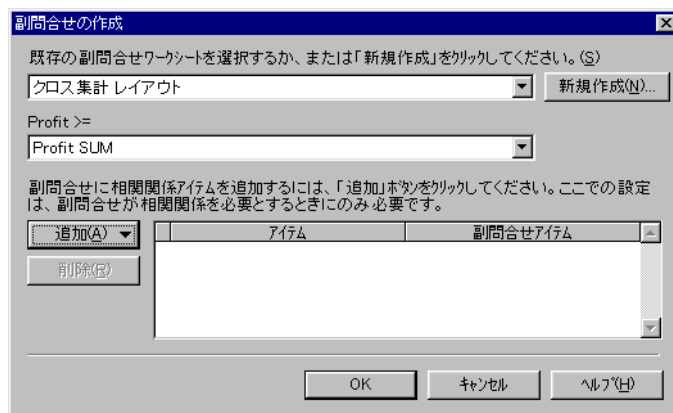 副問合せの作成
既存の副問合せワークシートを選択するか、または「新規作成」をクリックしてください。(S)
クロス集計 レイアウト
新規作成(N)...
Profit >=
Profit SUM
副問合せに相関関係アイテムを追加するには、「追加」ボタンをクリックしてください。ここでの設定
は、副問合せが相関関係を必要とするときにのみ必要です。
追加(A)
アイテム
副問合せアイテム
削除(R)
OK
キャンセル
ヘルプ(H)